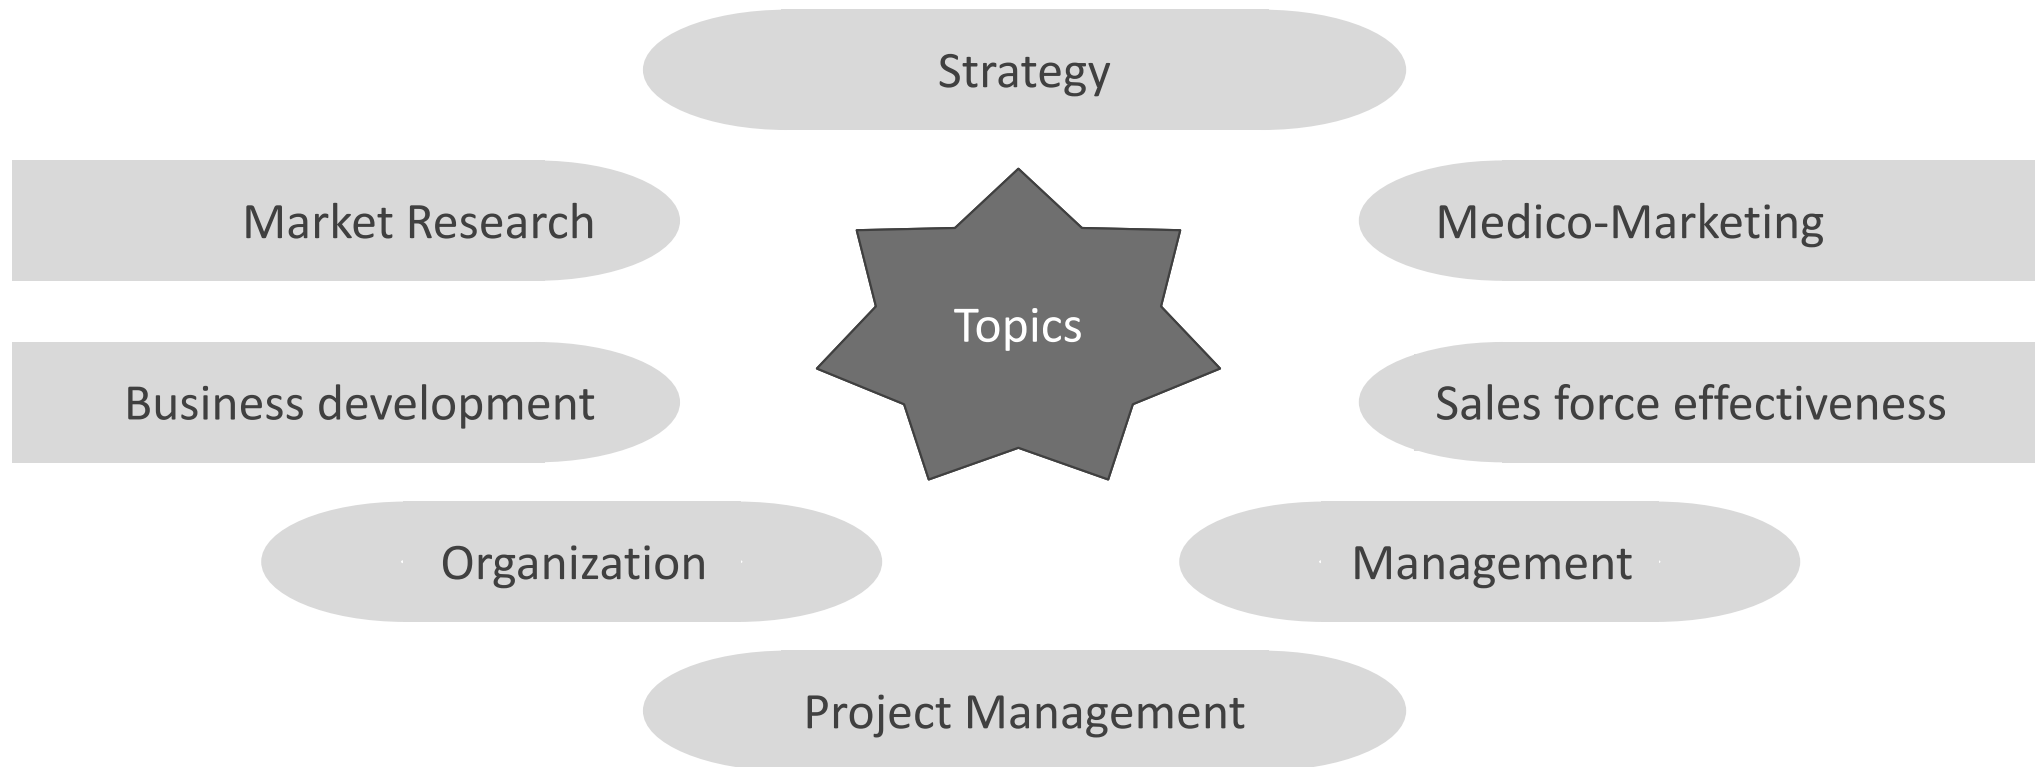 Strategy
Market Research
Medico-Marketing
Topics
Business development
Sales force effectiveness
Organization
Management
Project Management